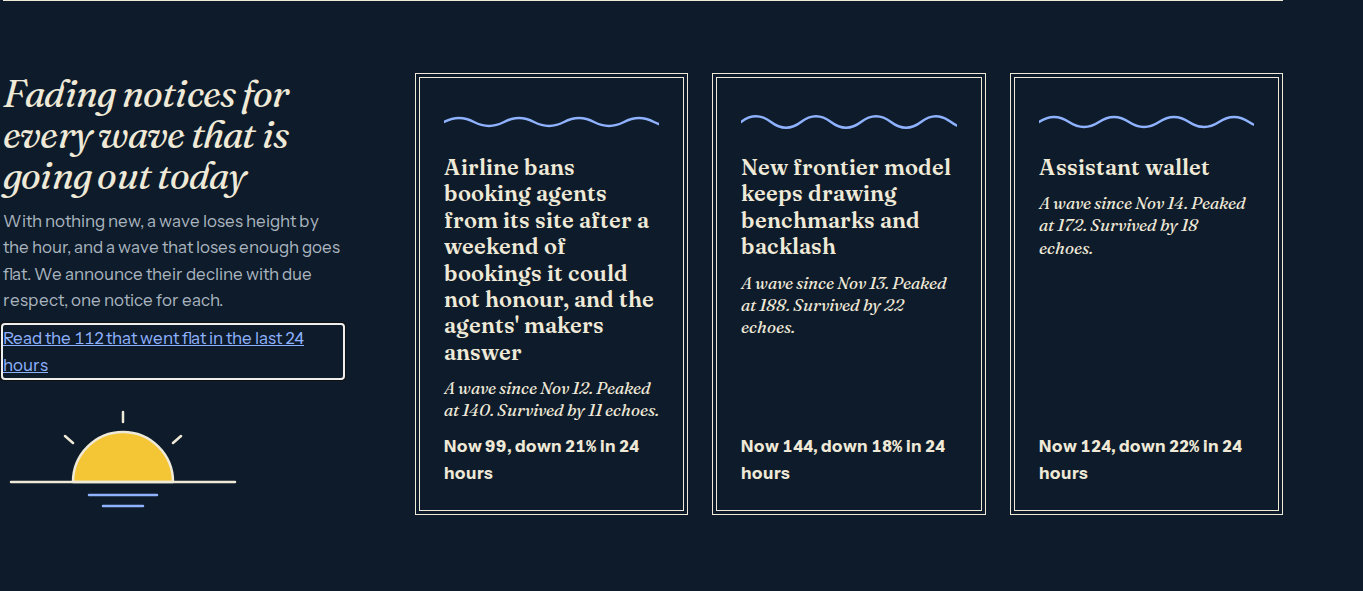 Fading notices for
every wave that is
going out today
With nothing new, a wave loses height by
the hour, and a wave that loses enough goes
flat. We announce their decline with due
respect, one notice for each.
Read the 112 that went flat in the last 24
hours
Airline bans
booking agents
from its site after a
weekend of
bookings it could
not honour, and the
agents' makers
answer
A wave since Nov 12. Peaked
at 140. Survived by 11 echoes.
Now 99, down 21% in 24
hours
New frontier model
keeps drawing
benchmarks and
backlash
A wave since Nov 13. Peaked
at 188. Survived by 22
echoes.
Now 144, down 18% in 24
hours
Assistant wallet
A wave since Nov 14. Peaked
at 172. Survived by 18
echoes.
Now 124, down 22% in 24
hours